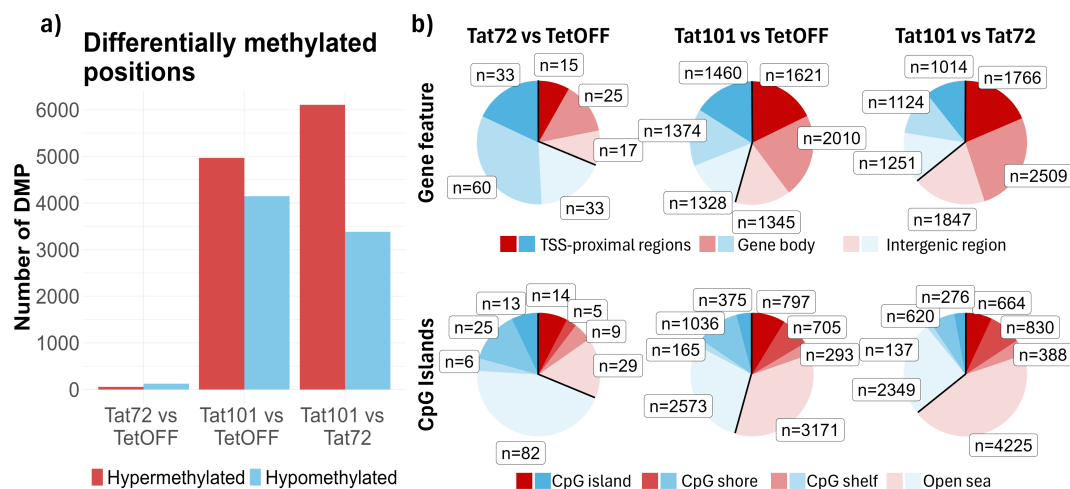 a)
Differentially methylated
positions
Number of DMP
6000
5000
4000
3000
2000
1000
0
Tat72 vs
TetOFF
Tat101 vs
TetOFF
Tat101 vs
Tat72
Hypermethylated
Hypomethylated
b)
Tat72 vs TetOFF
Tat101 vs TetOFF
Tat101 vs Tat72
Gene feature
n=33
n=15
n=25
n=17
n=33
n=60
n=1460
n=1621
n=2010
n=1345
n=1328
n=1374
n=1014
n=1766
n=2509
n=1847
n=1251
n=1124
TSS-proximal regions
Gene body
Intergenic region
CpG islands
n=13
n=14
n=5
n=9
n=29
n=82
n=6
n=25
n=375
n=797
n=705
n=293
n=3171
n=2573
n=165
n=1036
n=276
n=664
n=830
n=388
n=4225
n=2349
n=137
n=620
CpG island
CpG shore
CpG shelf
Open sea